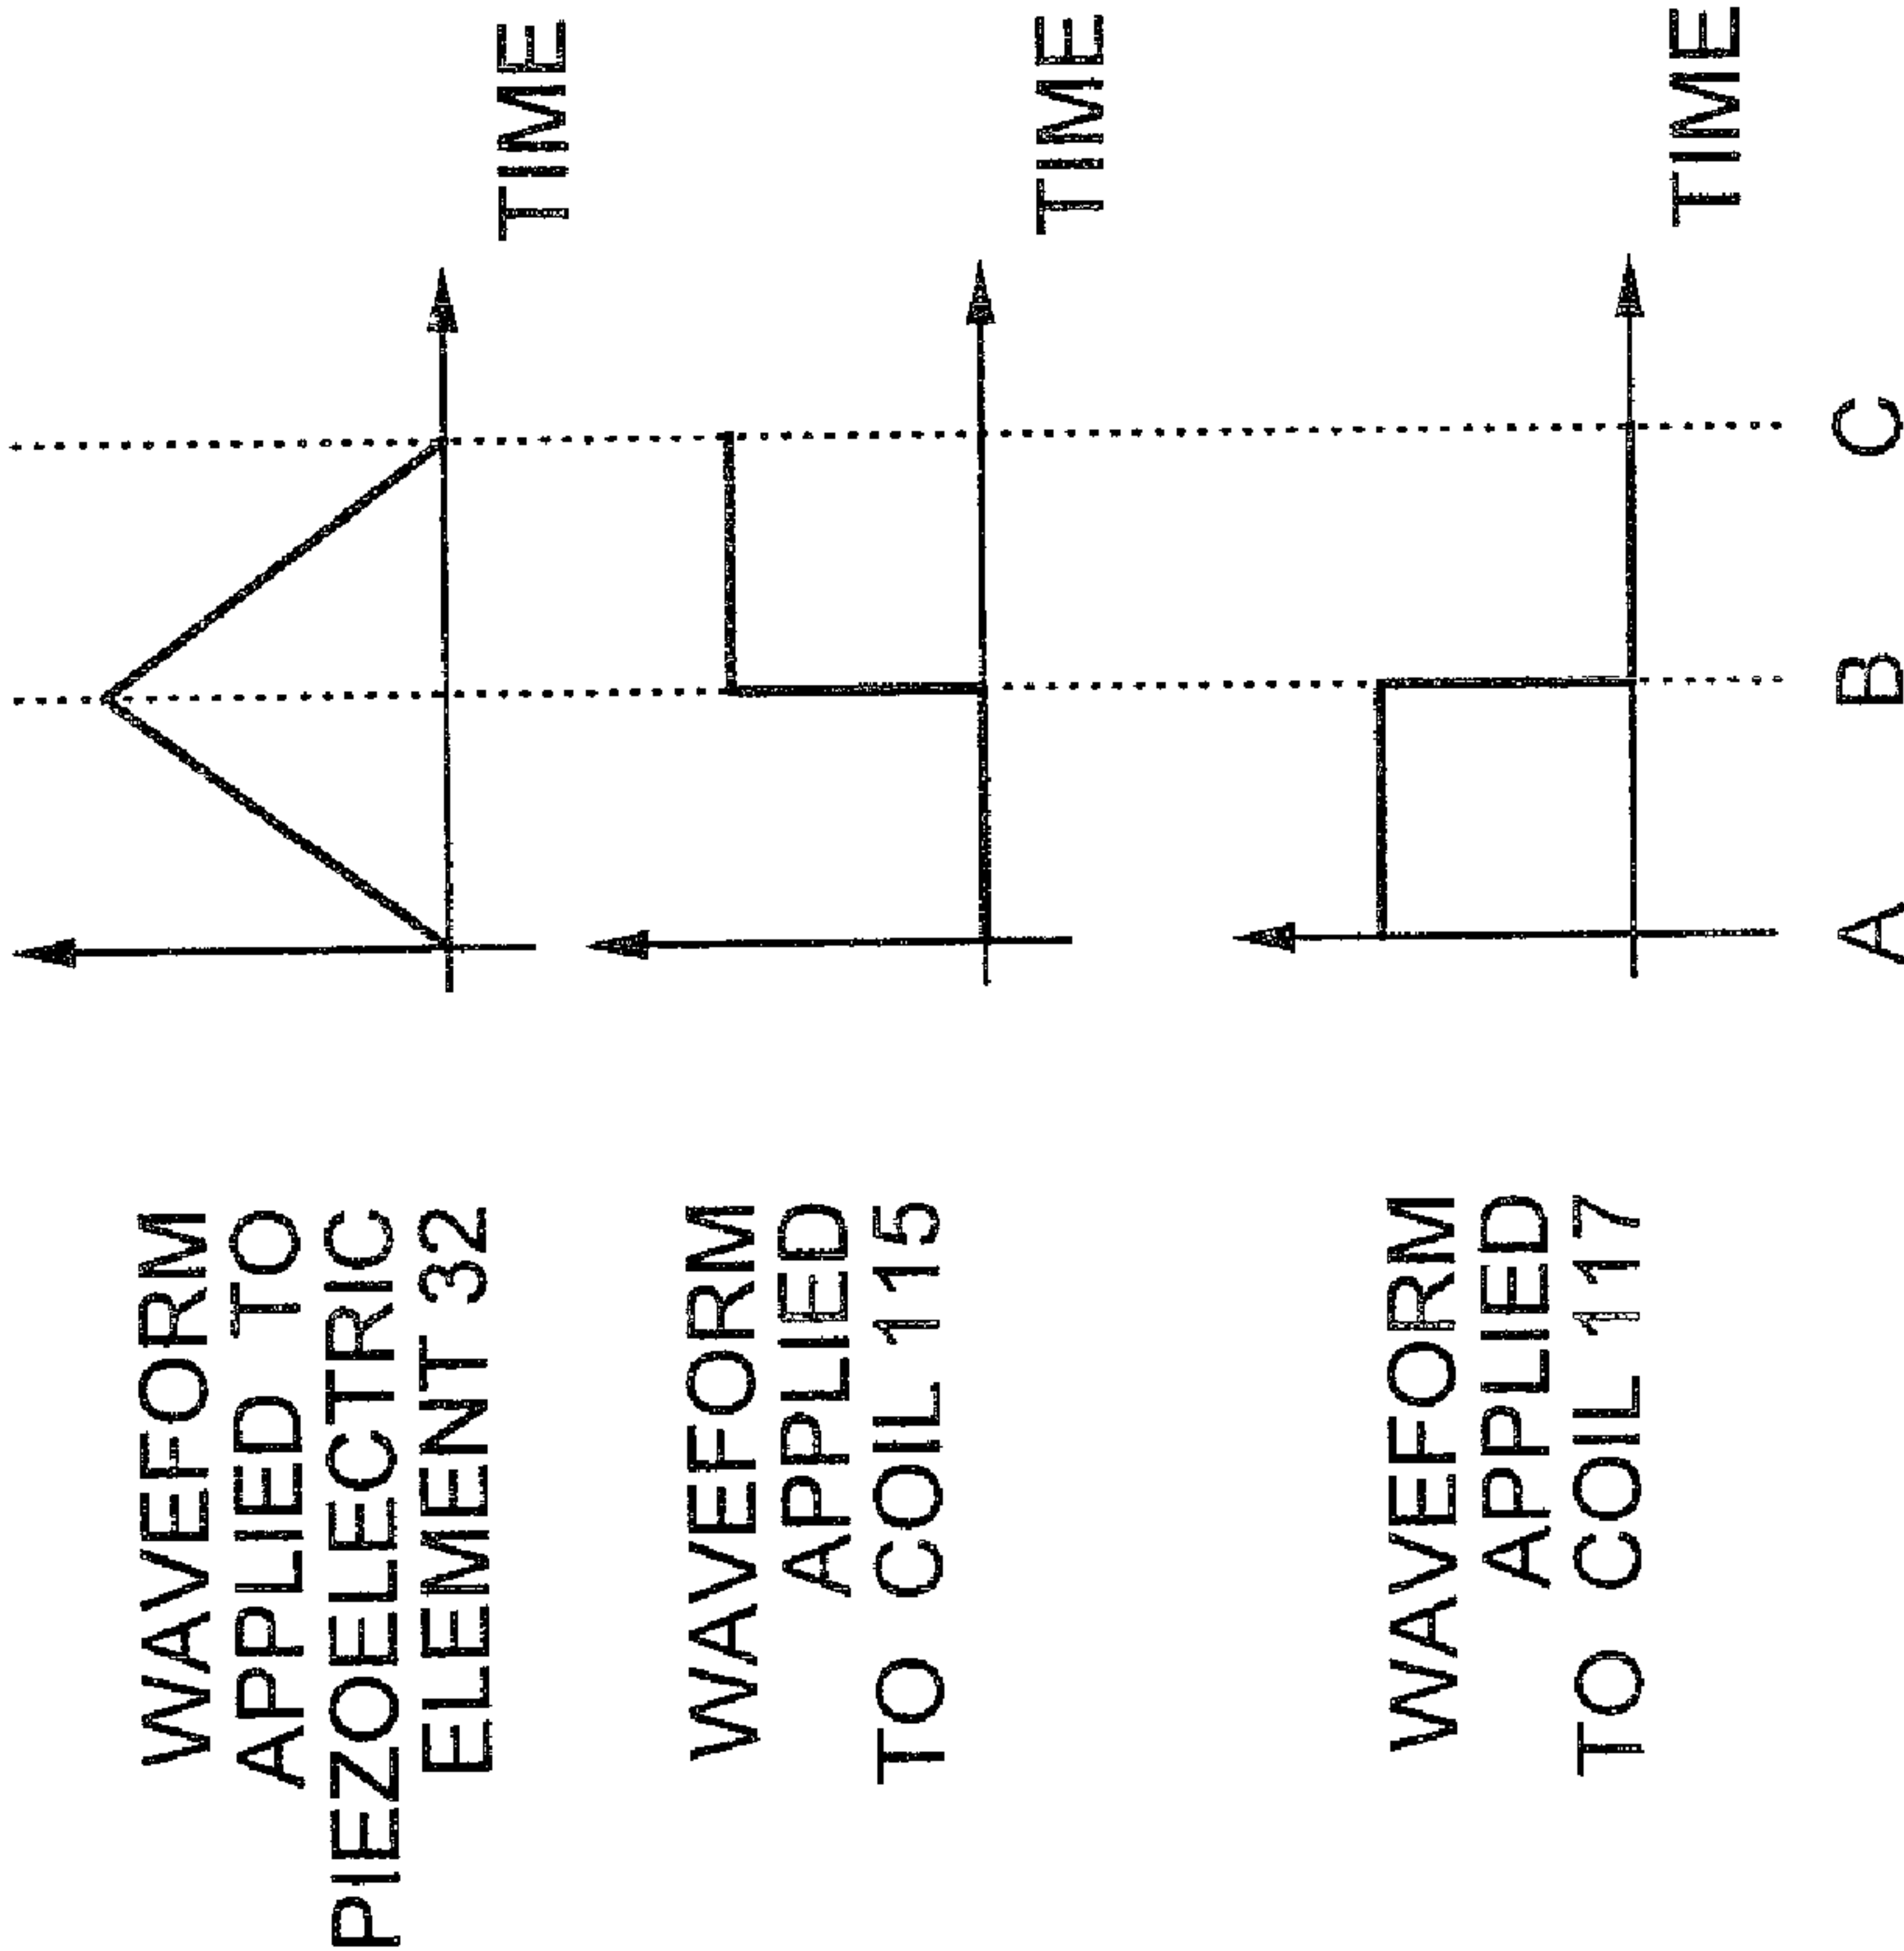 WAVEFORM
APPLIED TO
PIEZOELECTRIC
ELEMENT 32
TIME
WAVEFORM
APPLIED
TO COIL 115
TIME
WAVEFORM
APPLIED
TO COIL 117
TIME
A B C